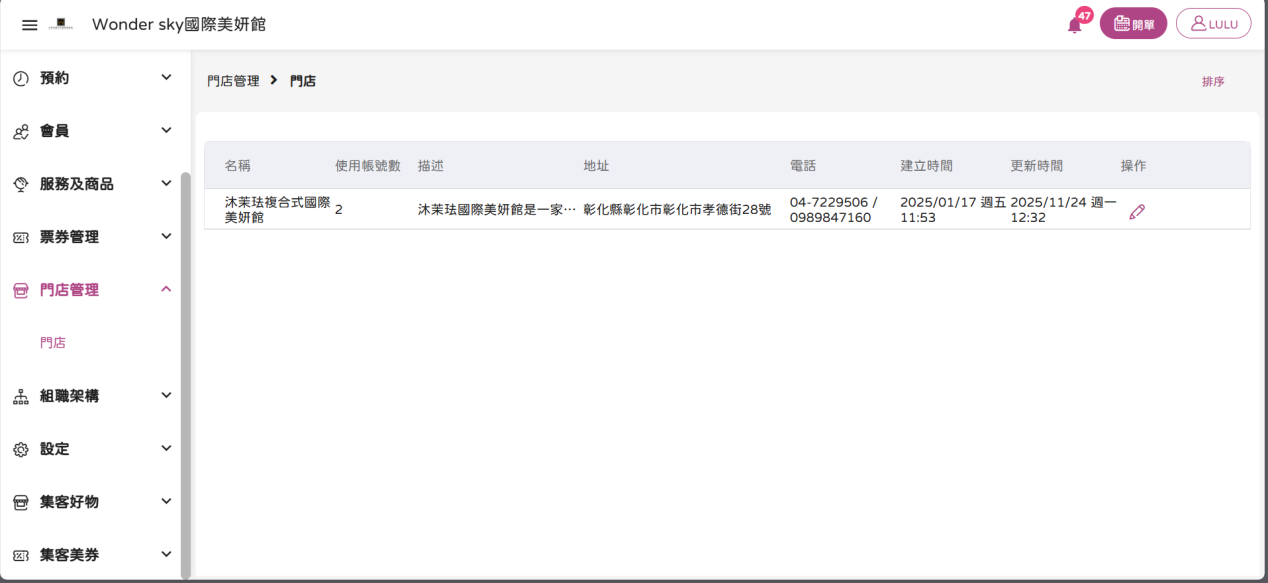 Wonder sky國際美妍館
47
開單
LULU
預約
會員
服務及商品
票券管理
門店管理
門店
組職架構
設定
集客好物
集客美券
門店管理 > 門店
排序
名稱 使用帳號數 描述 地址 電話 建立時間 更新時間 操作
沐茉珐複合式國際美妍館 2 沐茉珐國際美妍館是一家… 彰化縣彰化市彰化市孝德街28號 04-7229506 / 0989847160 2025/01/17 週五 11:53 2025/11/24 週一 12:32